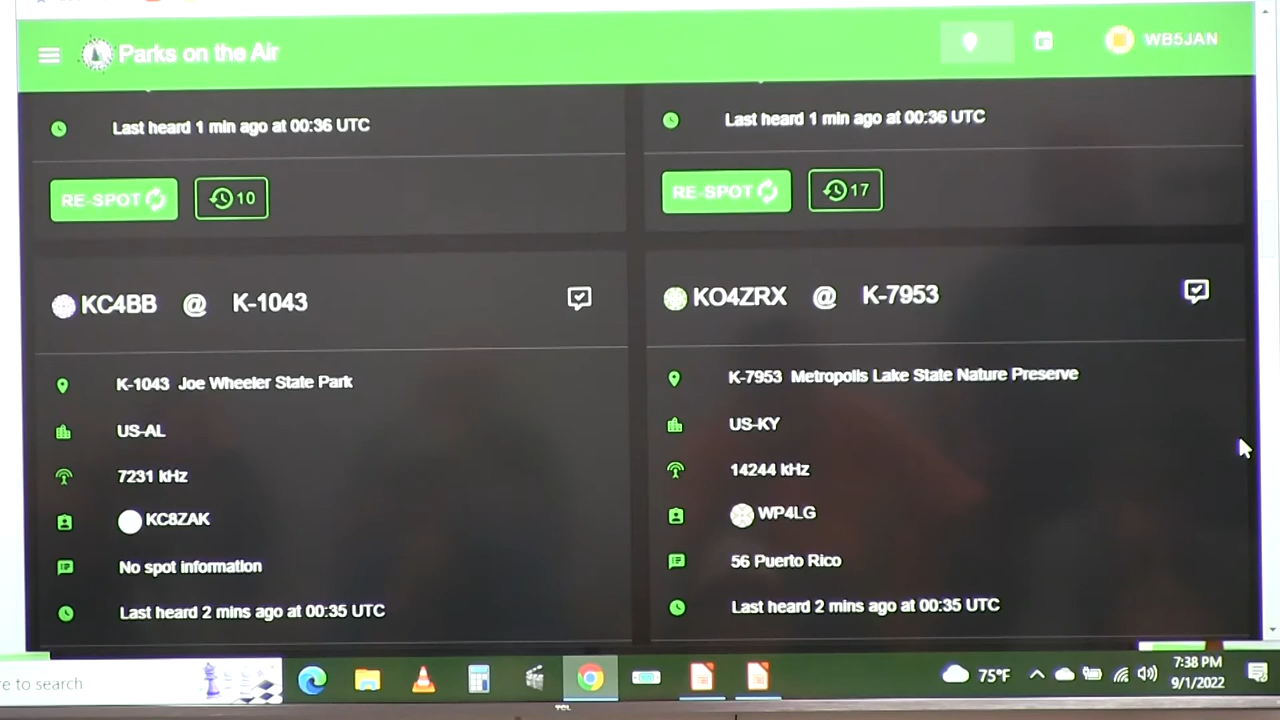 Parks on the Air
WB5JAN
Last heard 1 min ago at 00:36 UTC
RE-SPOT
10
Last heard 1 min ago at 00:36 UTC
RE-SPOT
17
KC4BB @ K-1043
K-1043 Joe Wheeler State Park
US-AL
7231 kHz
KC8ZAK
No spot information
Last heard 2 mins ago at 00:35 UTC
KO4ZRX @ K-7953
K-7953 Metropolis Lake State Nature Preserve
US-KY
14244 kHz
WP4LG
56 Puerto Rico
Last heard 2 mins ago at 00:35 UTC
re to search
75°F
7:38 PM
9/1/2022
TCL